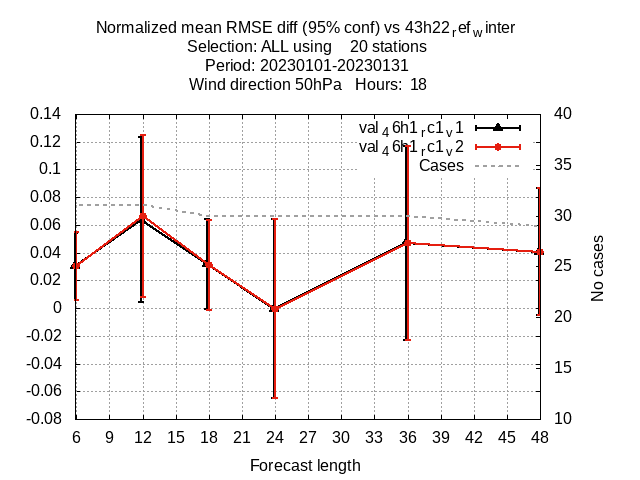 Normalized mean RMSE diff (95% conf) vs 43h22refwinter
Selection: ALL using 20 stations
Period: 20230101-20230131
Wind direction 50hPa Hours: 18
val46h1rc1v1
val46h1rc1v2
Cases
0.14
0.12
0.1
0.08
0.06
0.04
0.02
0
-0.02
-0.04
-0.06
-0.08
40
35
30
25
20
15
10
No cases
6 9 12 15 18 21 24 27 30 33 36 39 42 45 48
Forecast length